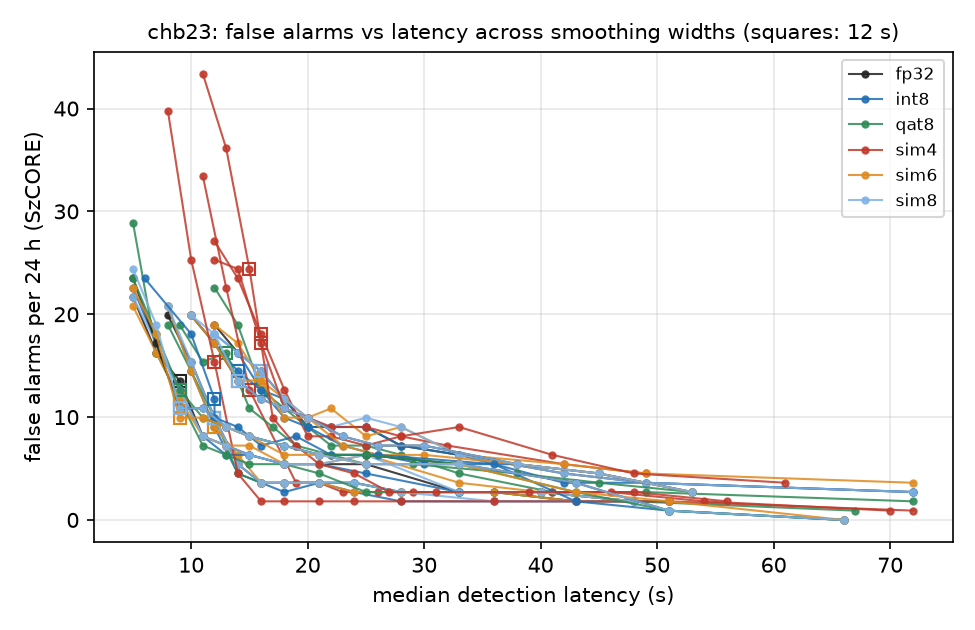 chb23: false alarms vs latency across smoothing widths (squares: 12 s)
false alarms per 24 h (SzCORE)
40
30
20
10
0
fp32
int8
qat8
sim4
sim6
sim8
10 20 30 40 50 60 70
median detection latency (s)